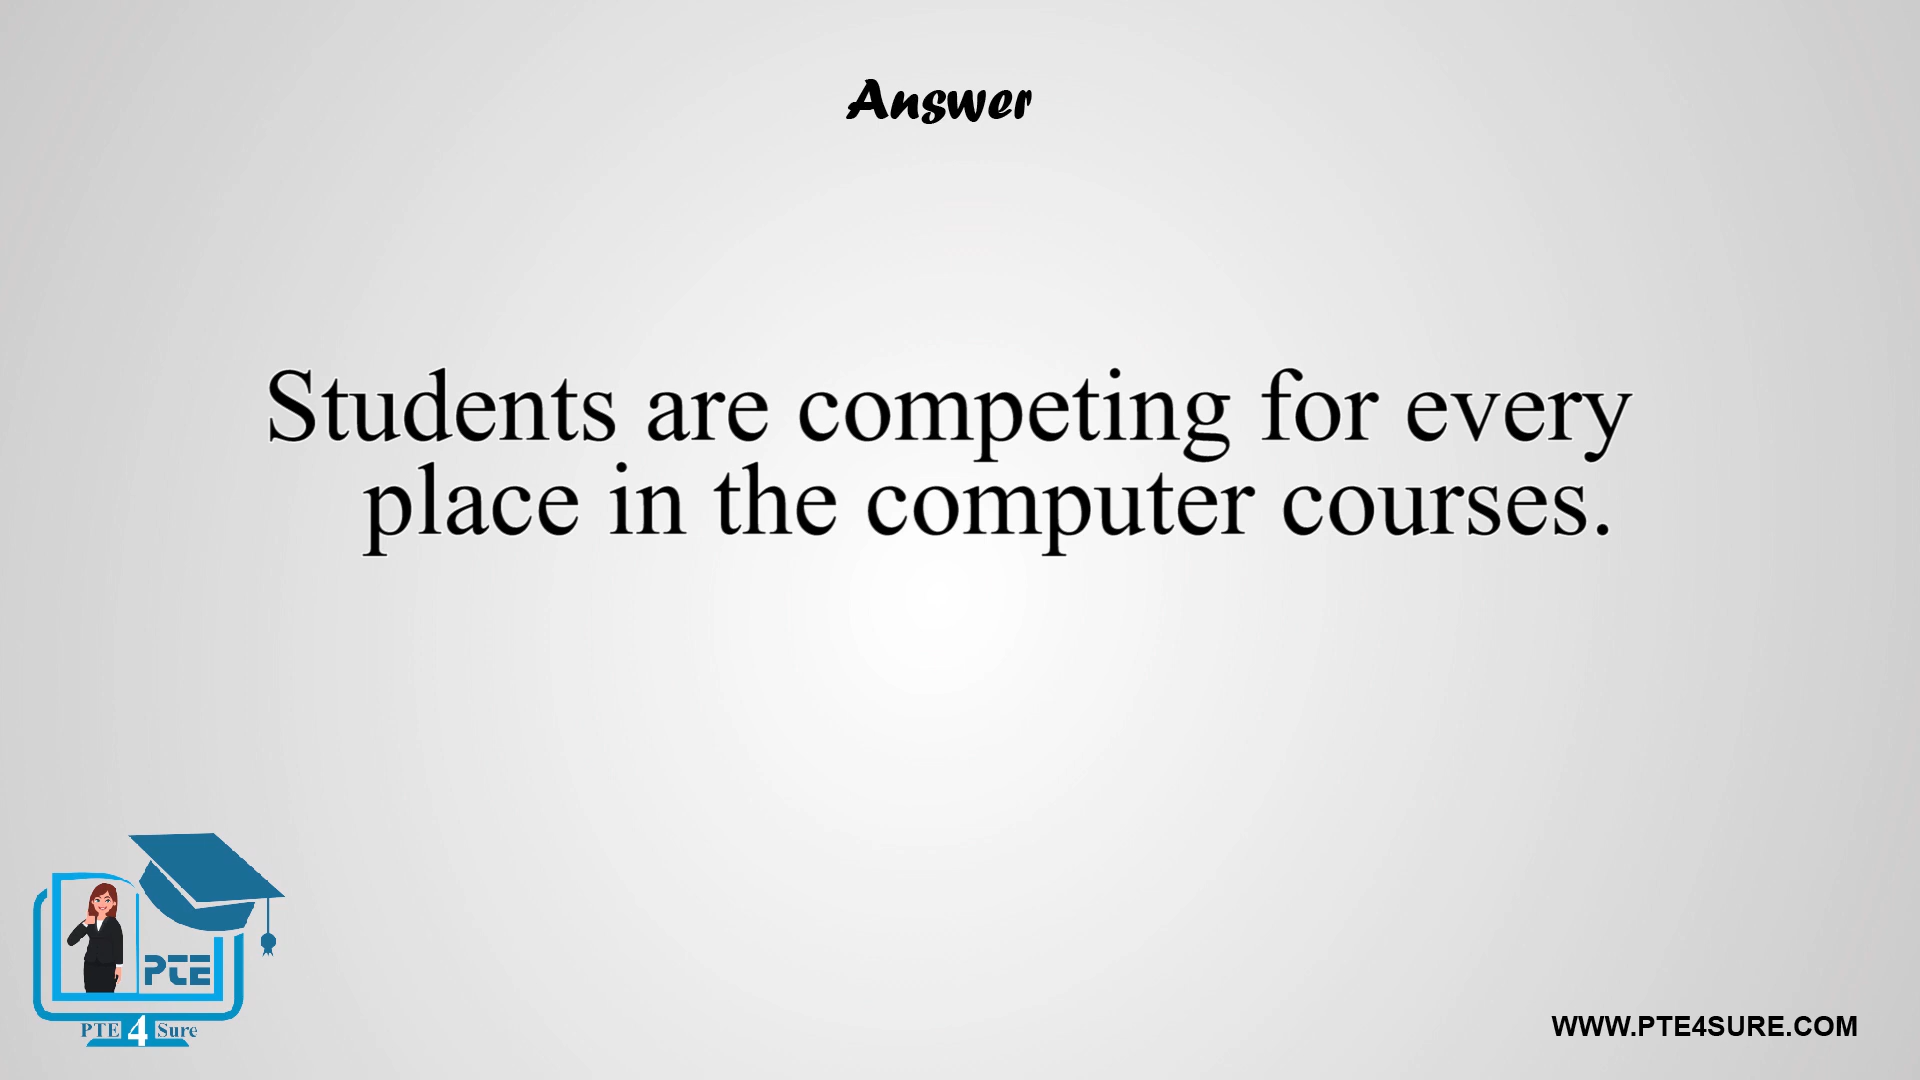 Answer
Students are competing for every
place in the computer courses.
PTE
PTE 4 Sure
WWW.PTE4SURE.COM